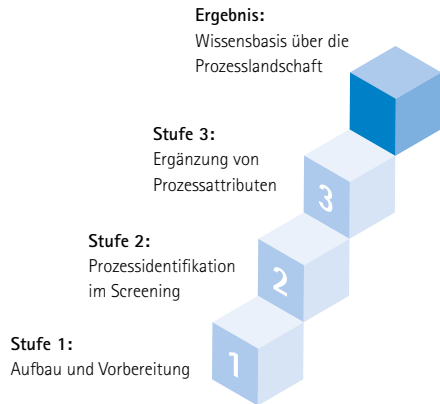 Ergebnis:
Wissensbasis über die
Prozesslandschaft
Stufe 3:
Ergänzung von
Prozessattributen
3
Stufe 2:
Prozessidentifikation
im Screening
2
Stufe 1:
Aufbau und Vorbereitung
1